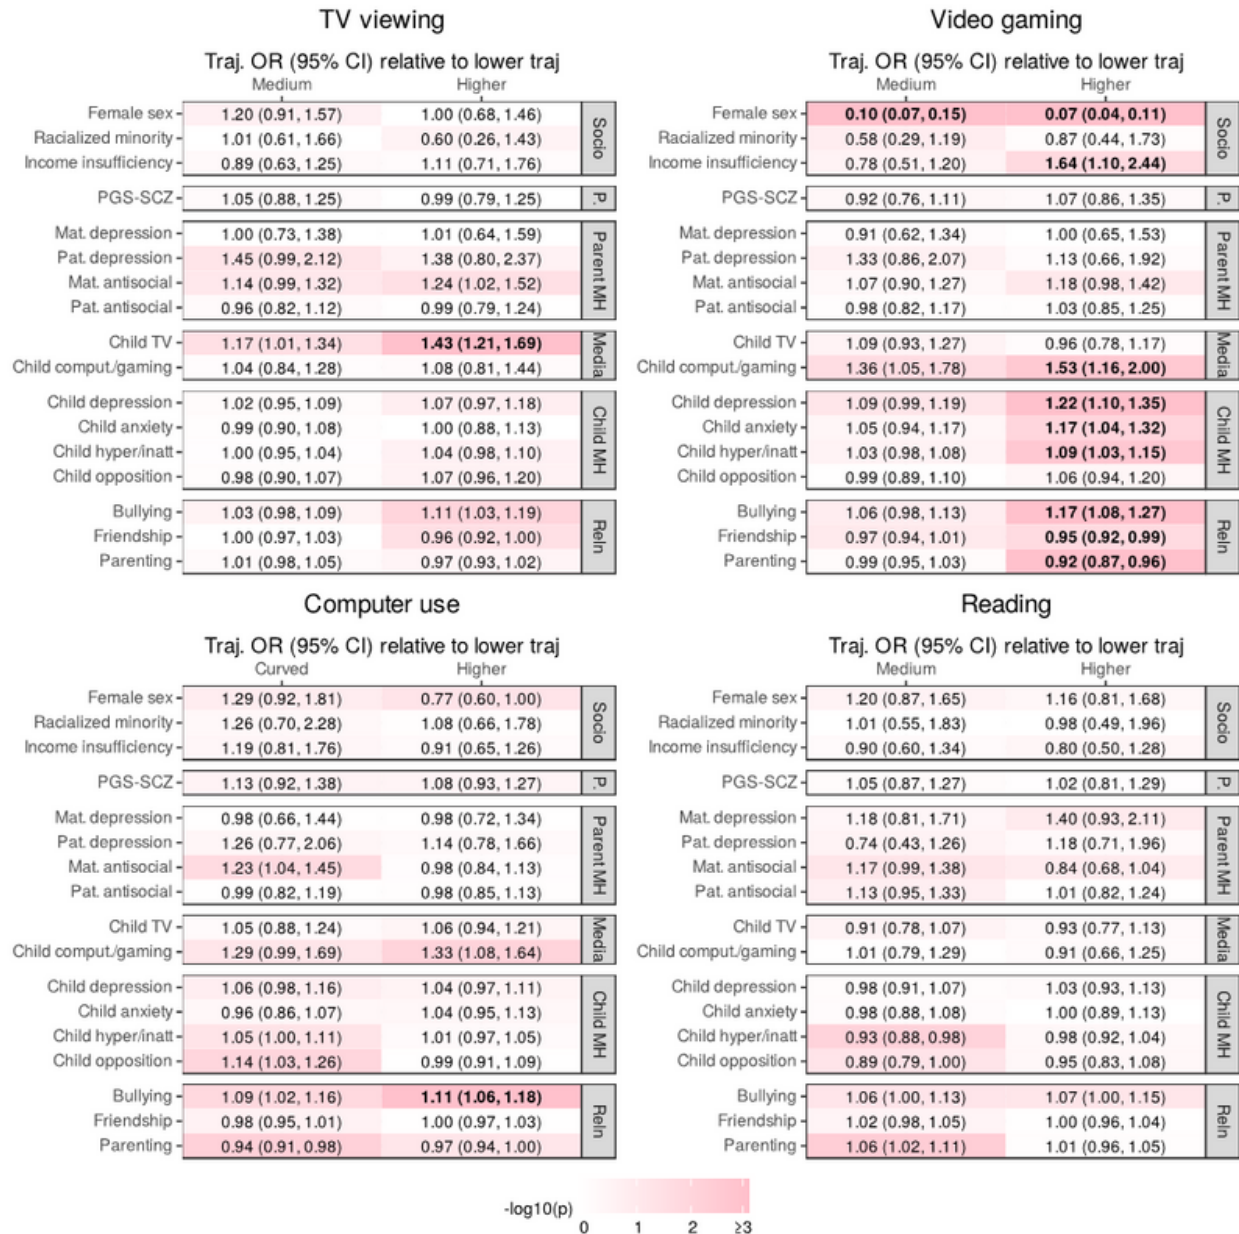 TV viewing
Traj. OR (95% CI) relative to lower traj
Medium Higher
Female sex 1.20 (0.91, 1.57) 1.00 (0.68, 1.46)
Racialized minority 1.01 (0.61, 1.66) 0.60 (0.26, 1.43)
Income insufficiency 0.89 (0.63, 1.25) 1.11 (0.71, 1.76)
Socio
PGS-SCZ 1.05 (0.88, 1.25) 0.99 (0.79, 1.25)
P.
Mat. depression 1.00 (0.73, 1.38) 1.01 (0.64, 1.59)
Pat. depression 1.45 (0.99, 2.12) 1.38 (0.80, 2.37)
Mat. antisocial 1.14 (0.99, 1.32) 1.24 (1.02, 1.52)
Pat. antisocial 0.96 (0.82, 1.12) 0.99 (0.79, 1.24)
Parent MH
Child TV 1.17 (1.01, 1.34) 1.43 (1.21, 1.69)
Child comput./gaming 1.04 (0.84, 1.28) 1.08 (0.81, 1.44)
Media
Child depression 1.02 (0.95, 1.09) 1.07 (0.97, 1.18)
Child anxiety 0.99 (0.90, 1.08) 1.00 (0.88, 1.13)
Child hyper/inatt 1.00 (0.95, 1.04) 1.04 (0.98, 1.10)
Child opposition 0.98 (0.90, 1.07) 1.07 (0.96, 1.20)
Child MH
Bullying 1.03 (0.98, 1.09) 1.11 (1.03, 1.19)
Friendship 1.00 (0.97, 1.03) 0.96 (0.92, 1.00)
Parenting 1.01 (0.98, 1.05) 0.97 (0.93, 1.02)
Reln
Video gaming
Traj. OR (95% CI) relative to lower traj
Medium Higher
Female sex 0.10 (0.07, 0.15) 0.07 (0.04, 0.11)
Racialized minority 0.58 (0.29, 1.19) 0.87 (0.44, 1.73)
Income insufficiency 0.78 (0.51, 1.20) 1.64 (1.10, 2.44)
Socio
PGS-SCZ 0.92 (0.76, 1.11) 1.07 (0.86, 1.35)
P.
Mat. depression 0.91 (0.62, 1.34) 1.00 (0.65, 1.53)
Pat. depression 1.33 (0.86, 2.07) 1.13 (0.66, 1.92)
Mat. antisocial 1.07 (0.90, 1.27) 1.18 (0.98, 1.42)
Pat. antisocial 0.98 (0.82, 1.17) 1.03 (0.85, 1.25)
Parent MH
Child TV 1.09 (0.93, 1.27) 0.96 (0.78, 1.17)
Child comput./gaming 1.36 (1.05, 1.78) 1.53 (1.16, 2.00)
Media
Child depression 1.09 (0.99, 1.19) 1.22 (1.10, 1.35)
Child anxiety 1.05 (0.94, 1.17) 1.17 (1.04, 1.32)
Child hyper/inatt 1.03 (0.98, 1.08) 1.09 (1.03, 1.15)
Child opposition 0.99 (0.89, 1.10) 1.06 (0.94, 1.20)
Child MH
Bullying 1.06 (0.98, 1.13) 1.17 (1.08, 1.27)
Friendship 0.97 (0.94, 1.01) 0.95 (0.92, 0.99)
Parenting 0.99 (0.95, 1.03) 0.92 (0.87, 0.96)
Reln
Computer use
Traj. OR (95% CI) relative to lower traj
Curved Higher
Female sex 1.29 (0.92, 1.81) 0.77 (0.60, 1.00)
Racialized minority 1.26 (0.70, 2.28) 1.08 (0.66, 1.78)
Income insufficiency 1.19 (0.81, 1.76) 0.91 (0.65, 1.26)
Socio
PGS-SCZ 1.13 (0.92, 1.38) 1.08 (0.93, 1.27)
P.
Mat. depression 0.98 (0.66, 1.44) 0.98 (0.72, 1.34)
Pat. depression 1.26 (0.77, 2.06) 1.14 (0.78, 1.66)
Mat. antisocial 1.23 (1.04, 1.45) 0.98 (0.84, 1.13)
Pat. antisocial 0.99 (0.82, 1.19) 0.98 (0.85, 1.13)
Parent MH
Child TV 1.05 (0.88, 1.24) 1.06 (0.94, 1.21)
Child comput./gaming 1.29 (0.99, 1.69) 1.33 (1.08, 1.64)
Media
Child depression 1.06 (0.98, 1.16) 1.04 (0.97, 1.11)
Child anxiety 0.96 (0.86, 1.07) 1.04 (0.95, 1.13)
Child hyper/inatt 1.05 (1.00, 1.11) 1.01 (0.97, 1.05)
Child opposition 1.14 (1.03, 1.26) 0.99 (0.91, 1.09)
Child MH
Bullying 1.09 (1.02, 1.16) 1.11 (1.06, 1.18)
Friendship 0.98 (0.95, 1.01) 1.00 (0.97, 1.03)
Parenting 0.94 (0.91, 0.98) 0.97 (0.94, 1.00)
Reln
Reading
Traj. OR (95% CI) relative to lower traj
Medium Higher
Female sex 1.20 (0.87, 1.65) 1.16 (0.81, 1.68)
Racialized minority 1.01 (0.55, 1.83) 0.98 (0.49, 1.96)
Income insufficiency 0.90 (0.60, 1.34) 0.80 (0.50, 1.28)
Socio
PGS-SCZ 1.05 (0.87, 1.27) 1.02 (0.81, 1.29)
P.
Mat. depression 1.18 (0.81, 1.71) 1.40 (0.93, 2.11)
Pat. depression 0.74 (0.43, 1.26) 1.18 (0.71, 1.96)
Mat. antisocial 1.17 (0.99, 1.38) 0.84 (0.68, 1.04)
Pat. antisocial 1.13 (0.95, 1.33) 1.01 (0.82, 1.24)
Parent MH
Child TV 0.91 (0.78, 1.07) 0.93 (0.77, 1.13)
Child comput./gaming 1.01 (0.79, 1.29) 0.91 (0.66, 1.25)
Media
Child depression 0.98 (0.91, 1.07) 1.03 (0.93, 1.13)
Child anxiety 0.98 (0.88, 1.08) 1.00 (0.89, 1.13)
Child hyper/inatt 0.93 (0.88, 0.98) 0.98 (0.92, 1.04)
Child opposition 0.89 (0.79, 1.00) 0.95 (0.83, 1.08)
Child MH
Bullying 1.06 (1.00, 1.13) 1.07 (1.00, 1.15)
Friendship 1.02 (0.98, 1.05) 1.00 (0.96, 1.04)
Parenting 1.06 (1.02, 1.11) 1.01 (0.96, 1.05)
Reln
-log10(p)
0 1 2 ≥3